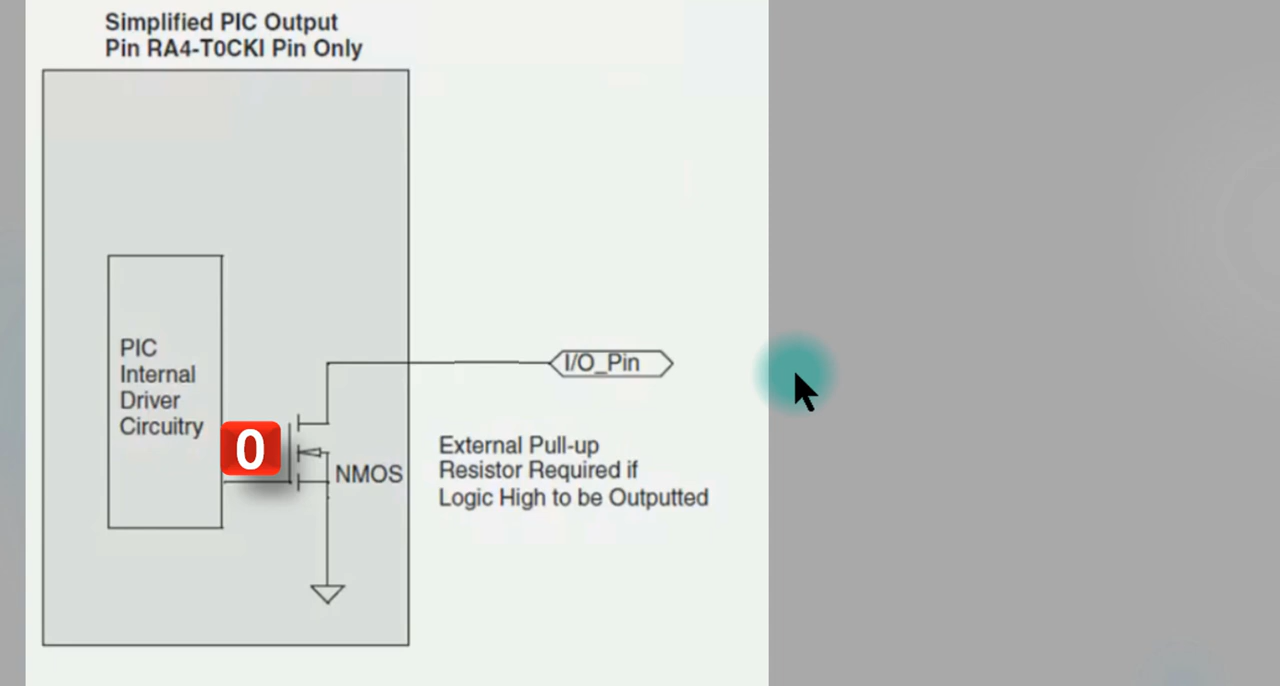 Simplified PIC Output
Pin RA4-T0CKI Pin Only
PIC
Internal
Driver
Circuitry
0
NMOS
I/O_Pin
External Pull-up
Resistor Required if
Logic High to be Outputted